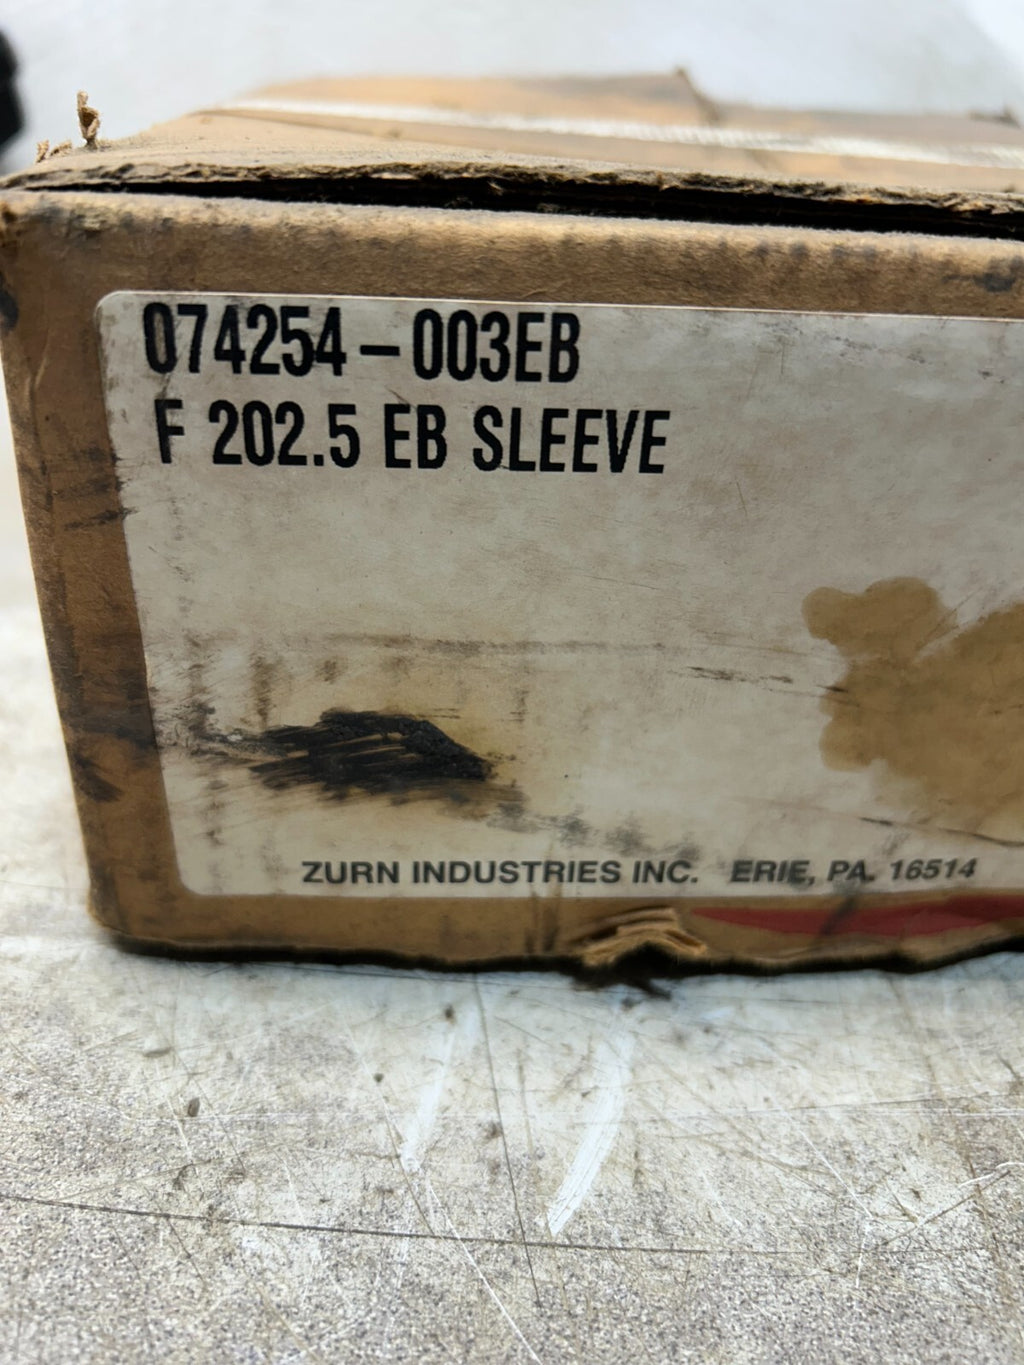 074254-003EB
F 202.5 EB SLEEVE
ZURN INDUSTRIES INC. ERIE, PA. 16514